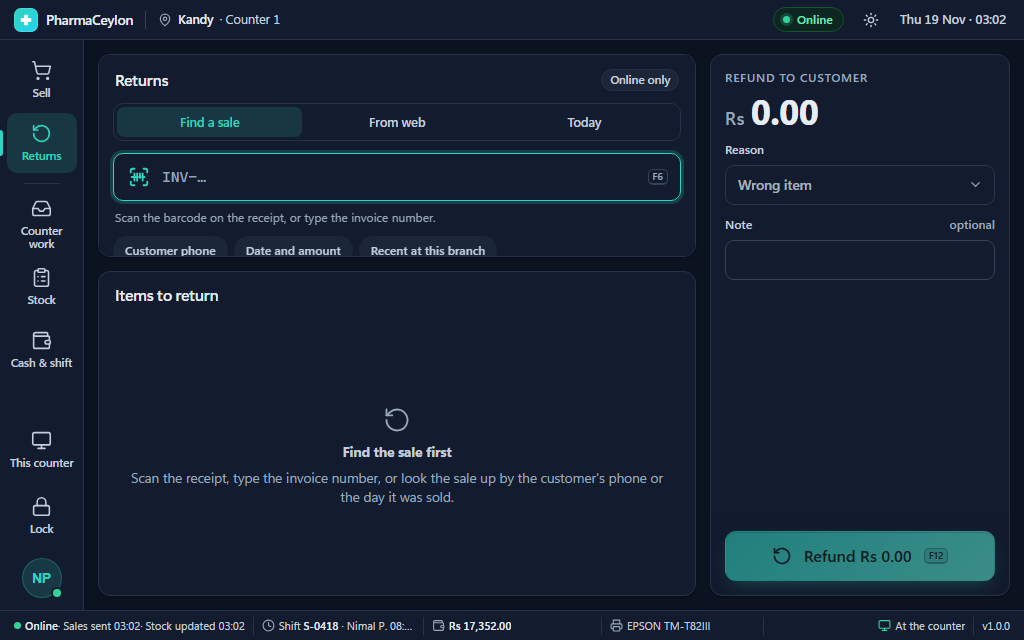 PharmaCeylon
Kandy · Counter 1
Online
Thu 19 Nov · 03:02
Sell
Returns
Counter
work
Stock
Cash & shift
This counter
Lock
NP
Returns
Online only
Find a sale
From web
Today
INV-…
F6
Scan the barcode on the receipt, or type the invoice number.
Customer phone
Date and amount
Recent at this branch
Items to return
Find the sale first
Scan the receipt, type the invoice number, or look the sale up by the customer's phone or
the day it was sold.
REFUND TO CUSTOMER
Rs 0.00
Reason
Wrong item
Note
optional
Refund Rs 0.00
F12
Online · Sales sent 03:02 · Stock updated 03:02
Shift S-0418 · Nimal P. 08:…
Rs 17,352.00
EPSON TM-T82III
At the counter
v1.0.0